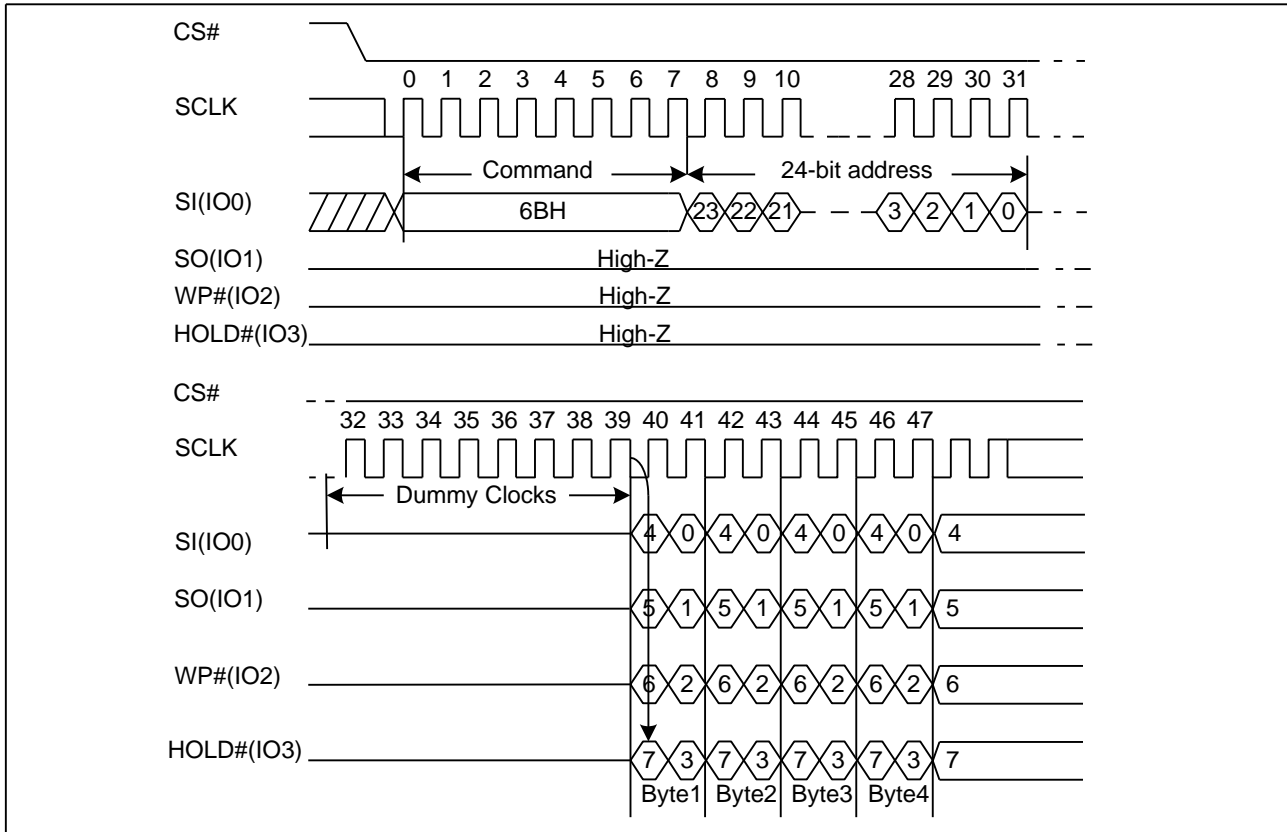 CS#
0 1 2 3 4 5 6 7 8 9 10 28 29 30 31
SCLK
Command 24-bit address
SI(IO0) 6BH 23 22 21 3 2 1 0
SO(IO1) High-Z
WP#(IO2) High-Z
HOLD#(IO3) High-Z
CS#
32 33 34 35 36 37 38 39 40 41 42 43 44 45 46 47
SCLK
Dummy Clocks
SI(IO0) 4 0 4 0 4 0 4 0 4
SO(IO1) 5 1 5 1 5 1 5 1 5
WP#(IO2) 6 2 6 2 6 2 6 2 6
HOLD#(IO3) 7 3 7 3 7 3 7 3 7
Byte1 Byte2 Byte3 Byte4